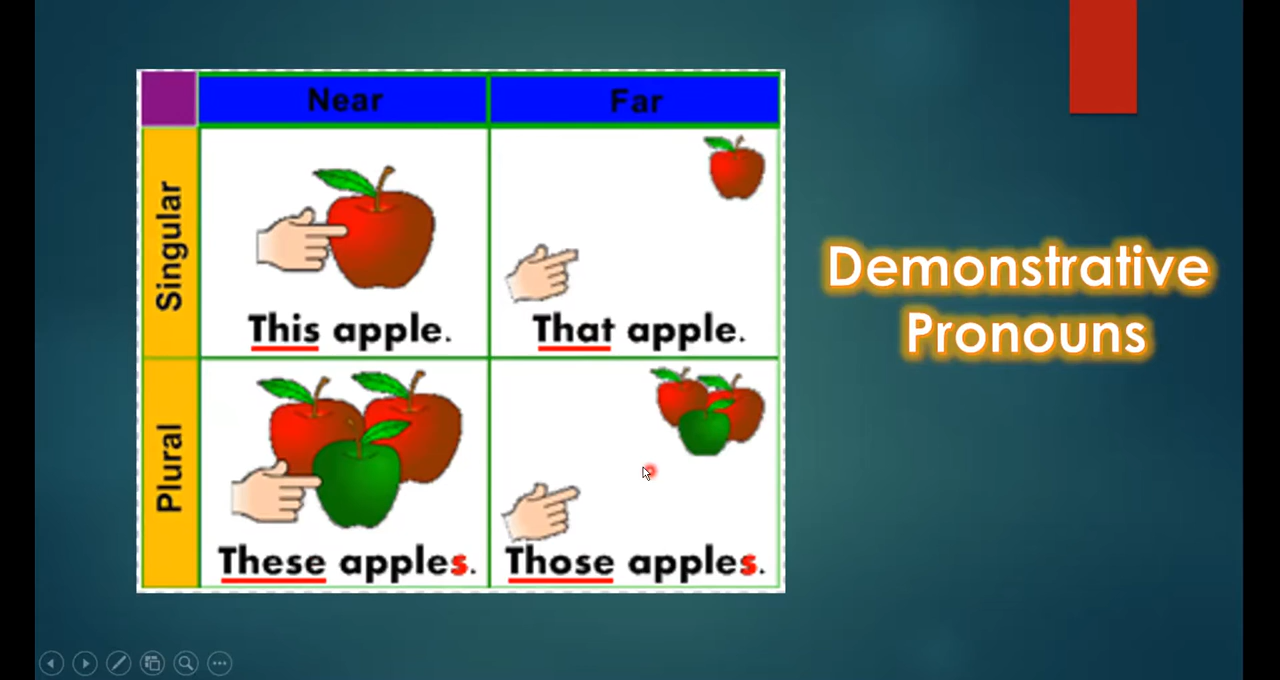 Near
Far
Singular
This apple.
That apple.
Plural
These apples.
Those apples.
Demonstrative
Pronouns